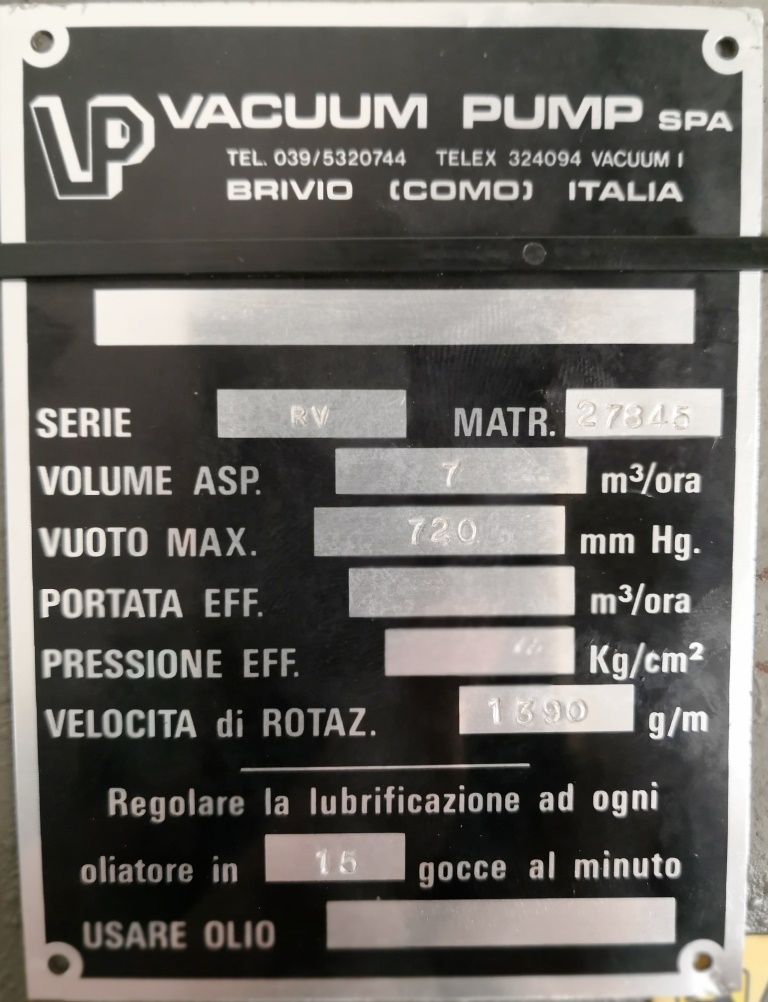 VP VACUUM PUMP SPA
TEL. 039/5320744 TELEX 324094 VACUUM I
BRIVIO (COMO) ITALIA
SERIE RV MATR. 27845
VOLUME ASP. 7 m³/ora
VUOTO MAX. 720 mm Hg.
PORTATA EFF. m³/ora
PRESSIONE EFF. Kg/cm²
VELOCITA di ROTAZ. 1390 g/m
Regolare la lubrificazione ad ogni
oliatore in 15 gocce al minuto
USARE OLIO